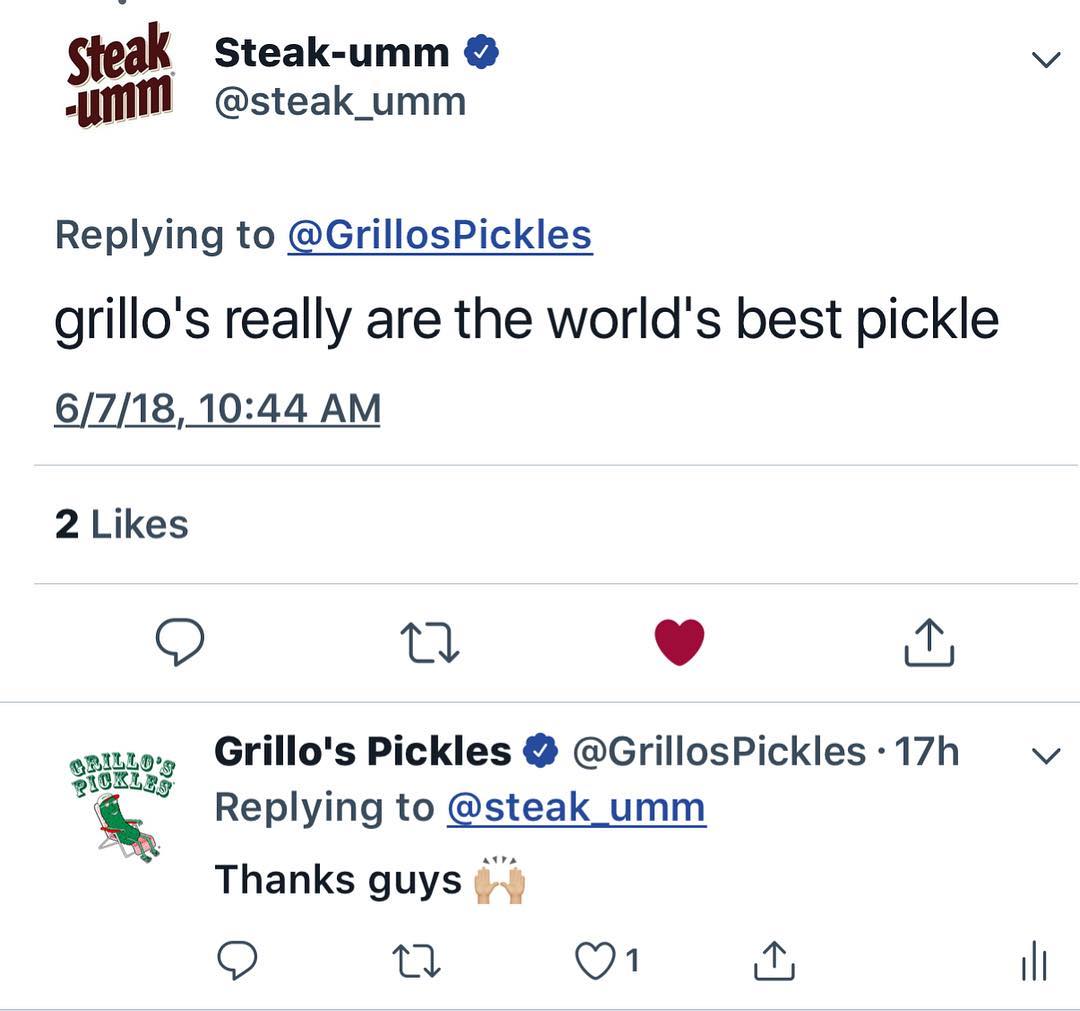 Steak
-umm
Steak-umm
@steak_umm
Replying to @GrillosPickles
grillo's really are the world's best pickle
6/7/18, 10:44 AM
2 Likes
GRILLO'S
PICKLES
Grillo's Pickles @GrillosPickles · 17h
Replying to @steak_umm
Thanks guys 🙌🏼
1